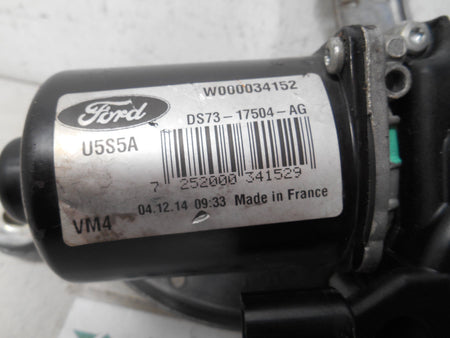 W000034152
Ford
DS73-17504-AG
U5S5A
7 252000 341529
04.12.14 09:33 Made in France
VM4